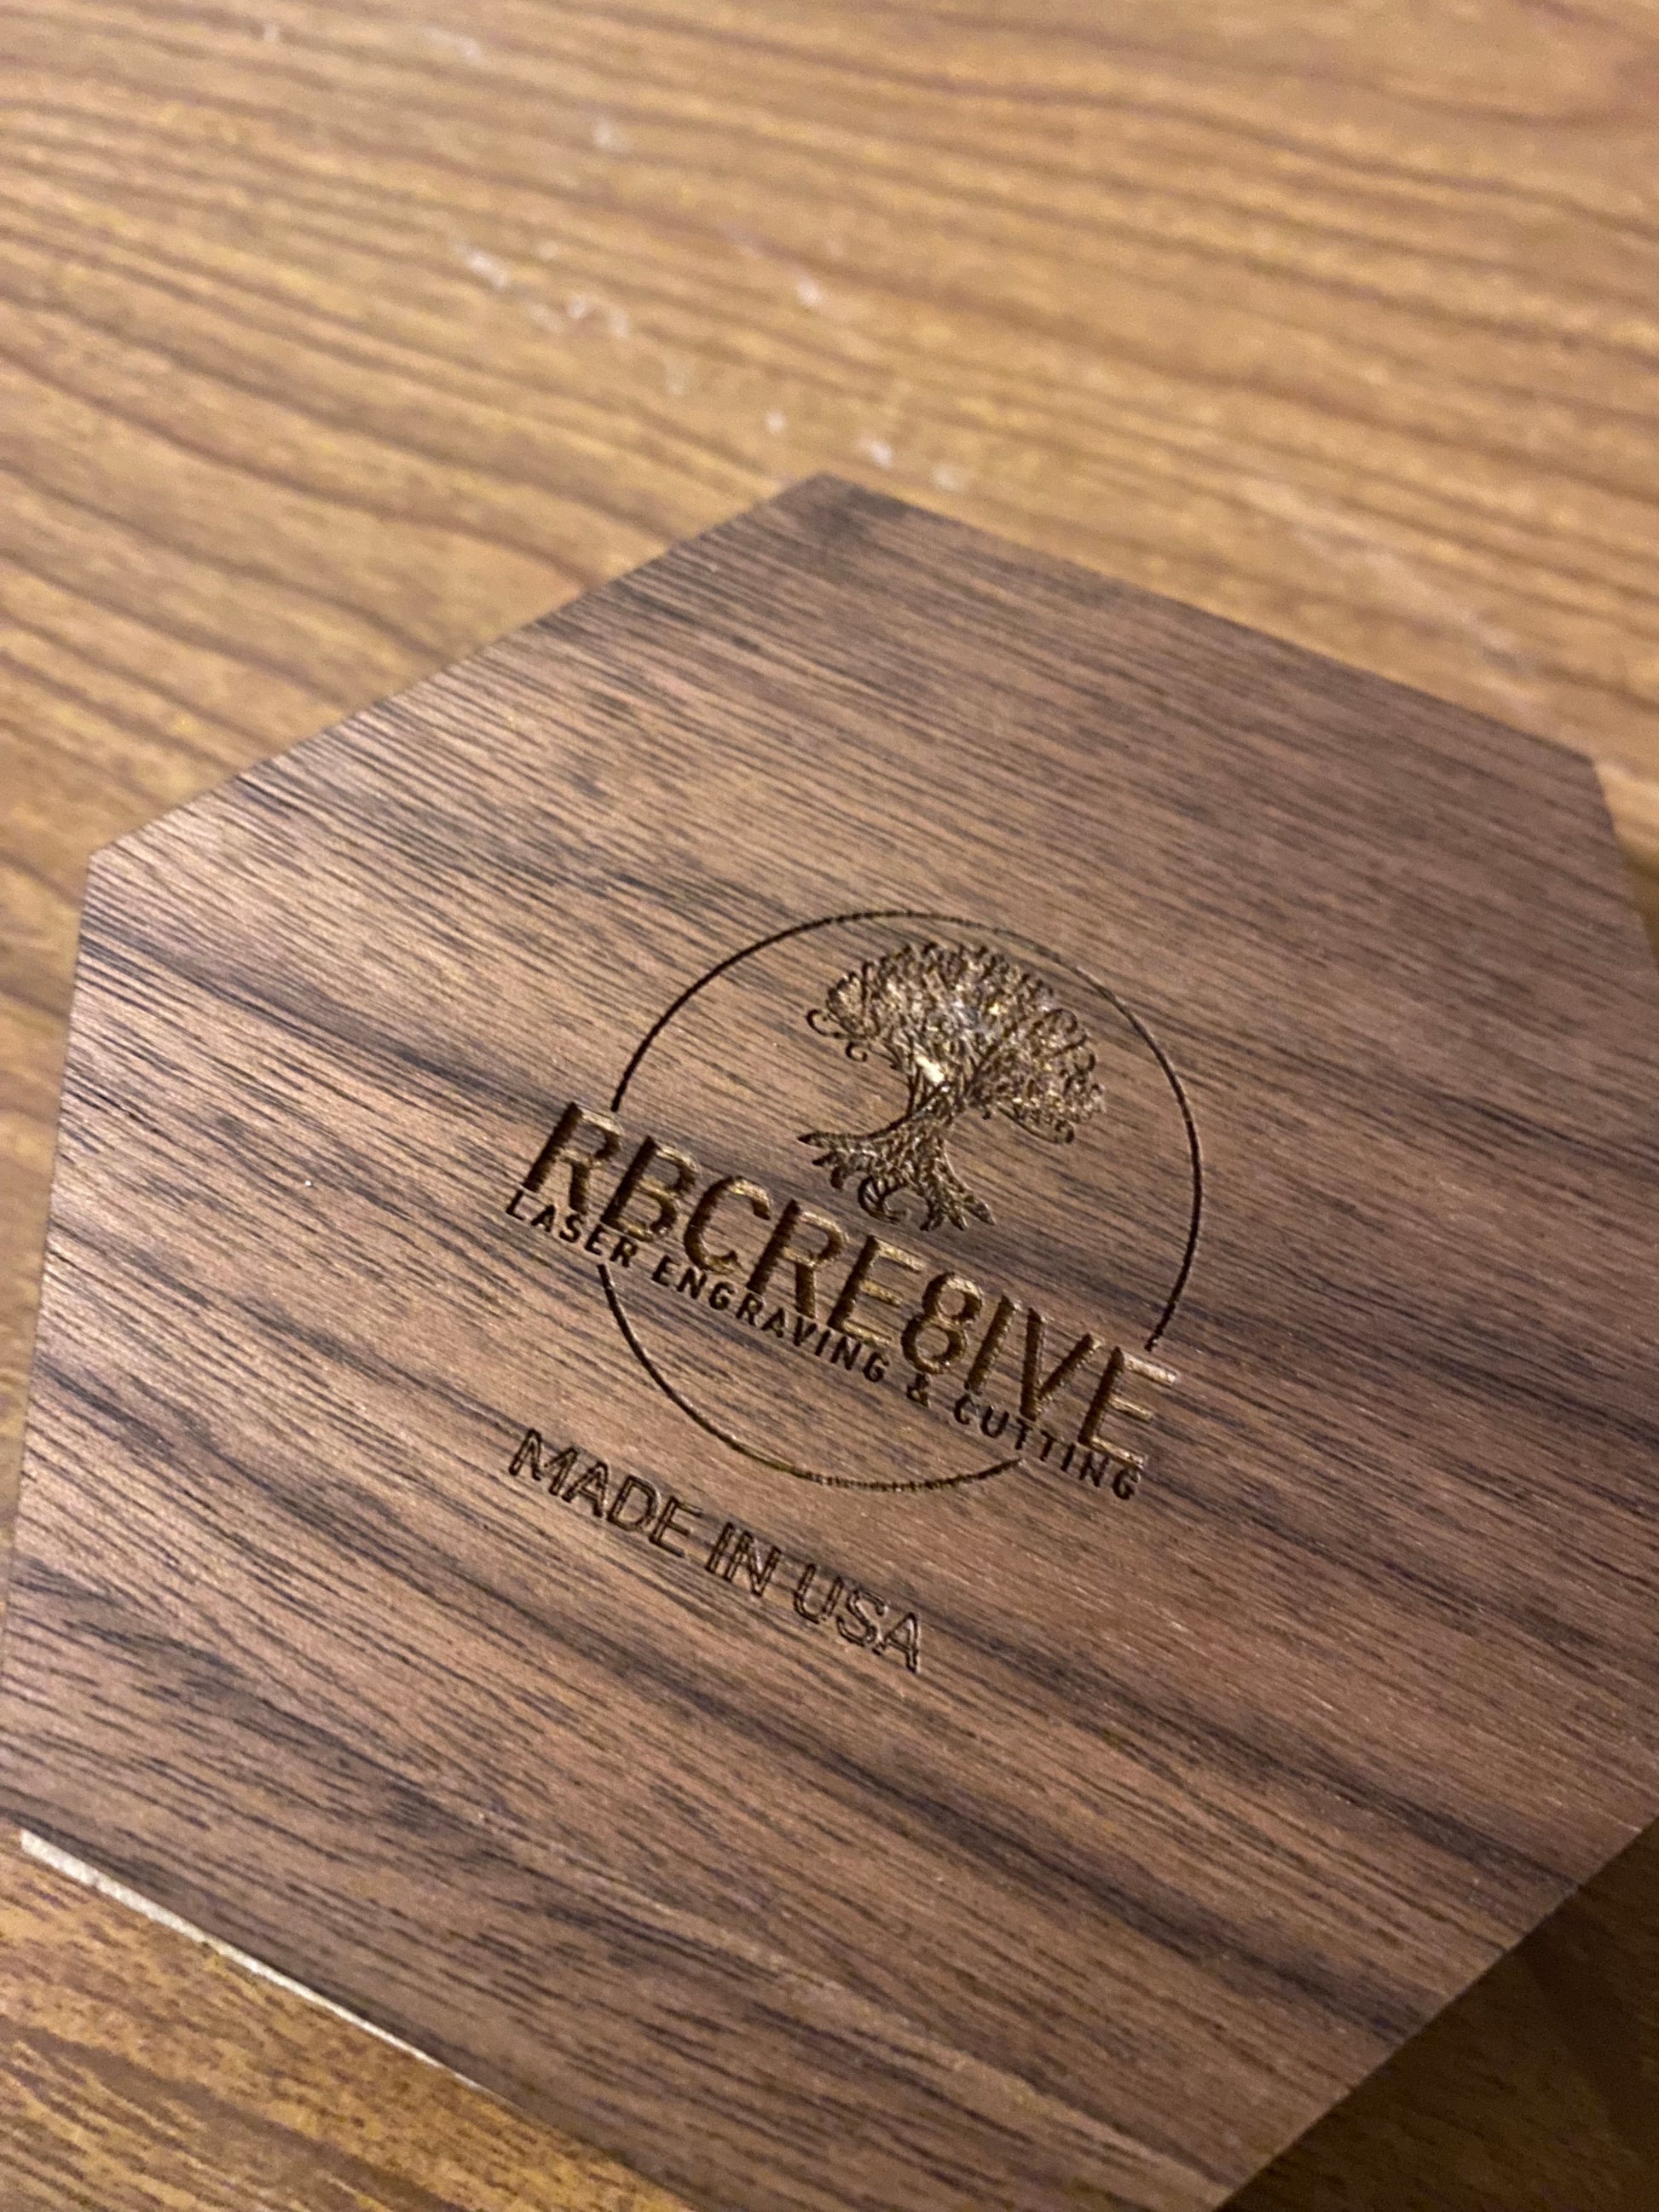 RBCRE8IVE
LASER ENGRAVING & CUTTING
MADE IN USA